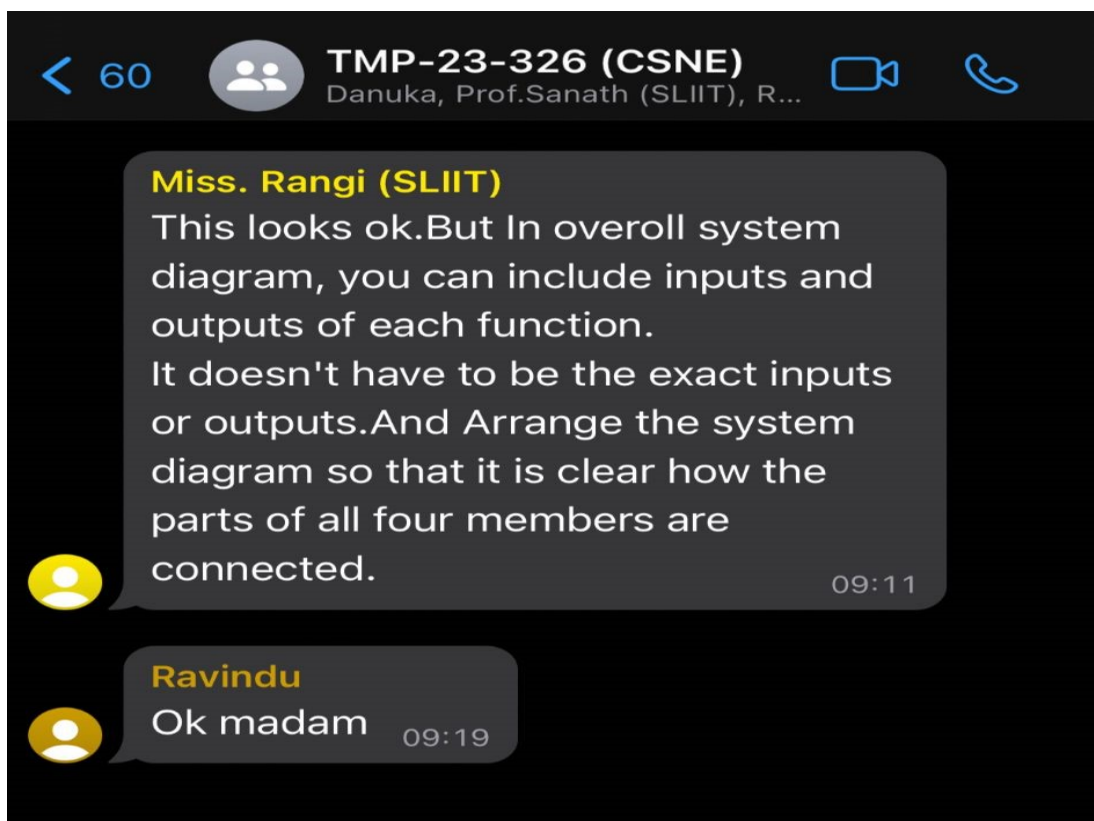 60
TMP-23-326 (CSNE)
Danuka, Prof.Sanath (SLIIT), R...
Miss. Rangi (SLIIT)
This looks ok.But In overoll system
diagram, you can include inputs and
outputs of each function.
It doesn't have to be the exact inputs
or outputs.And Arrange the system
diagram so that it is clear how the
parts of all four members are
connected.
09:11
Ravindu
Ok madam
09:19